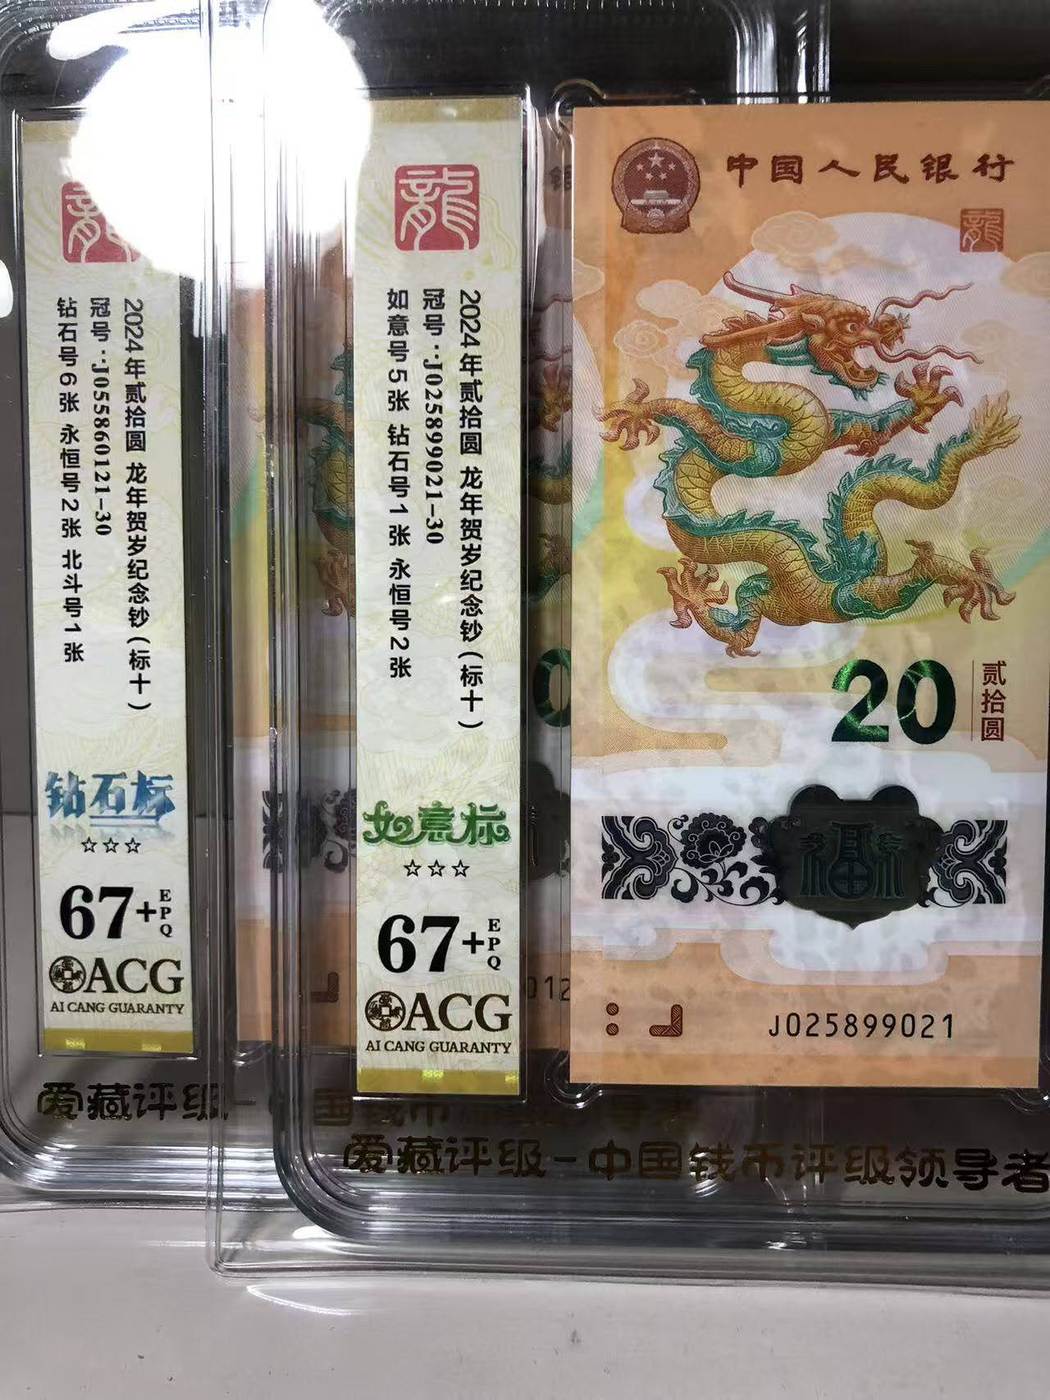 龍
2024年贰拾圆 龙年贺岁纪念钞(标十)
冠号:J055860121-30
钻石号6张 永恒号2张 北斗号1张
钻石标
☆☆☆
67+
EPQ
ACG
AI CANG GUARANTY
爱藏评级-
龍
2024年贰拾圆 龙年贺岁纪念钞(标十)
冠号:J025899021-30
如意号5张 钻石号1张 永恒号2张
如意标
☆☆☆
67+
EPQ
ACG
AI CANG GUARANTY
中国人民银行
龍
20
贰拾圆
福
J025899021
爱藏评级-中国钱币评级领导者